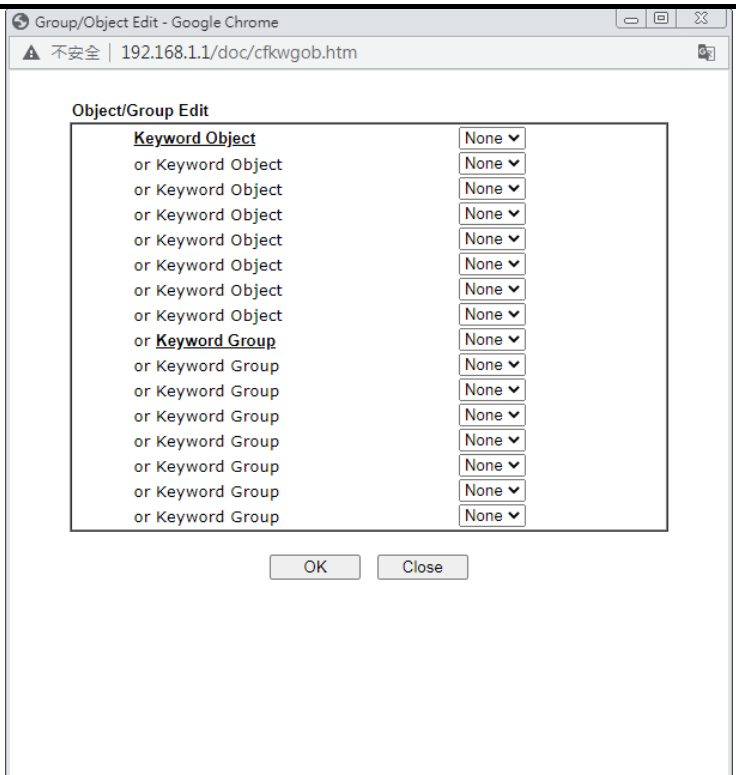 Group/Object Edit - Google Chrome
不安全 | 192.168.1.1/doc/cfkwgob.htm
Object/Group Edit
Keyword Object None
or Keyword Object None
or Keyword Object None
or Keyword Object None
or Keyword Object None
or Keyword Object None
or Keyword Object None
or Keyword Object None
or Keyword Group None
or Keyword Group None
or Keyword Group None
or Keyword Group None
or Keyword Group None
or Keyword Group None
or Keyword Group None
or Keyword Group None
OK Close